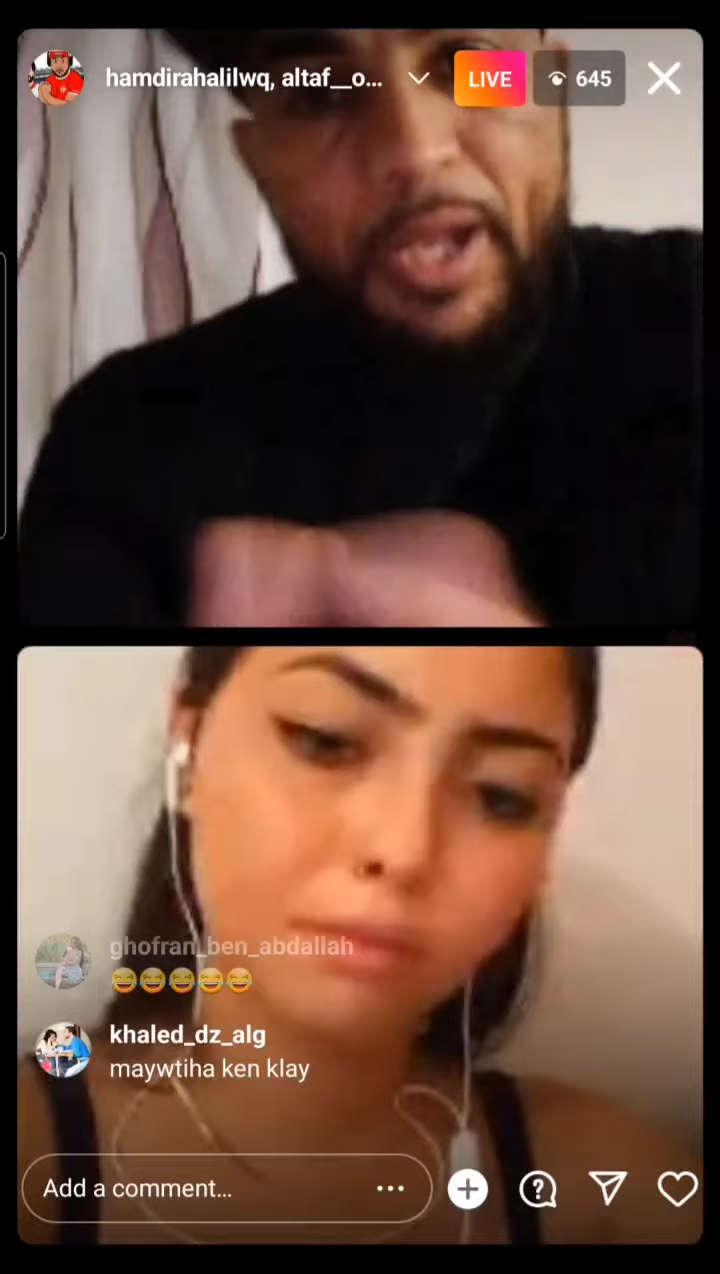 hamdirahalilwq, altaf__o...
LIVE
645
ghofran_ben_abdallah
😂😂😂😂😂
khaled_dz_alg
maywtiha ken klay
Add a comment...